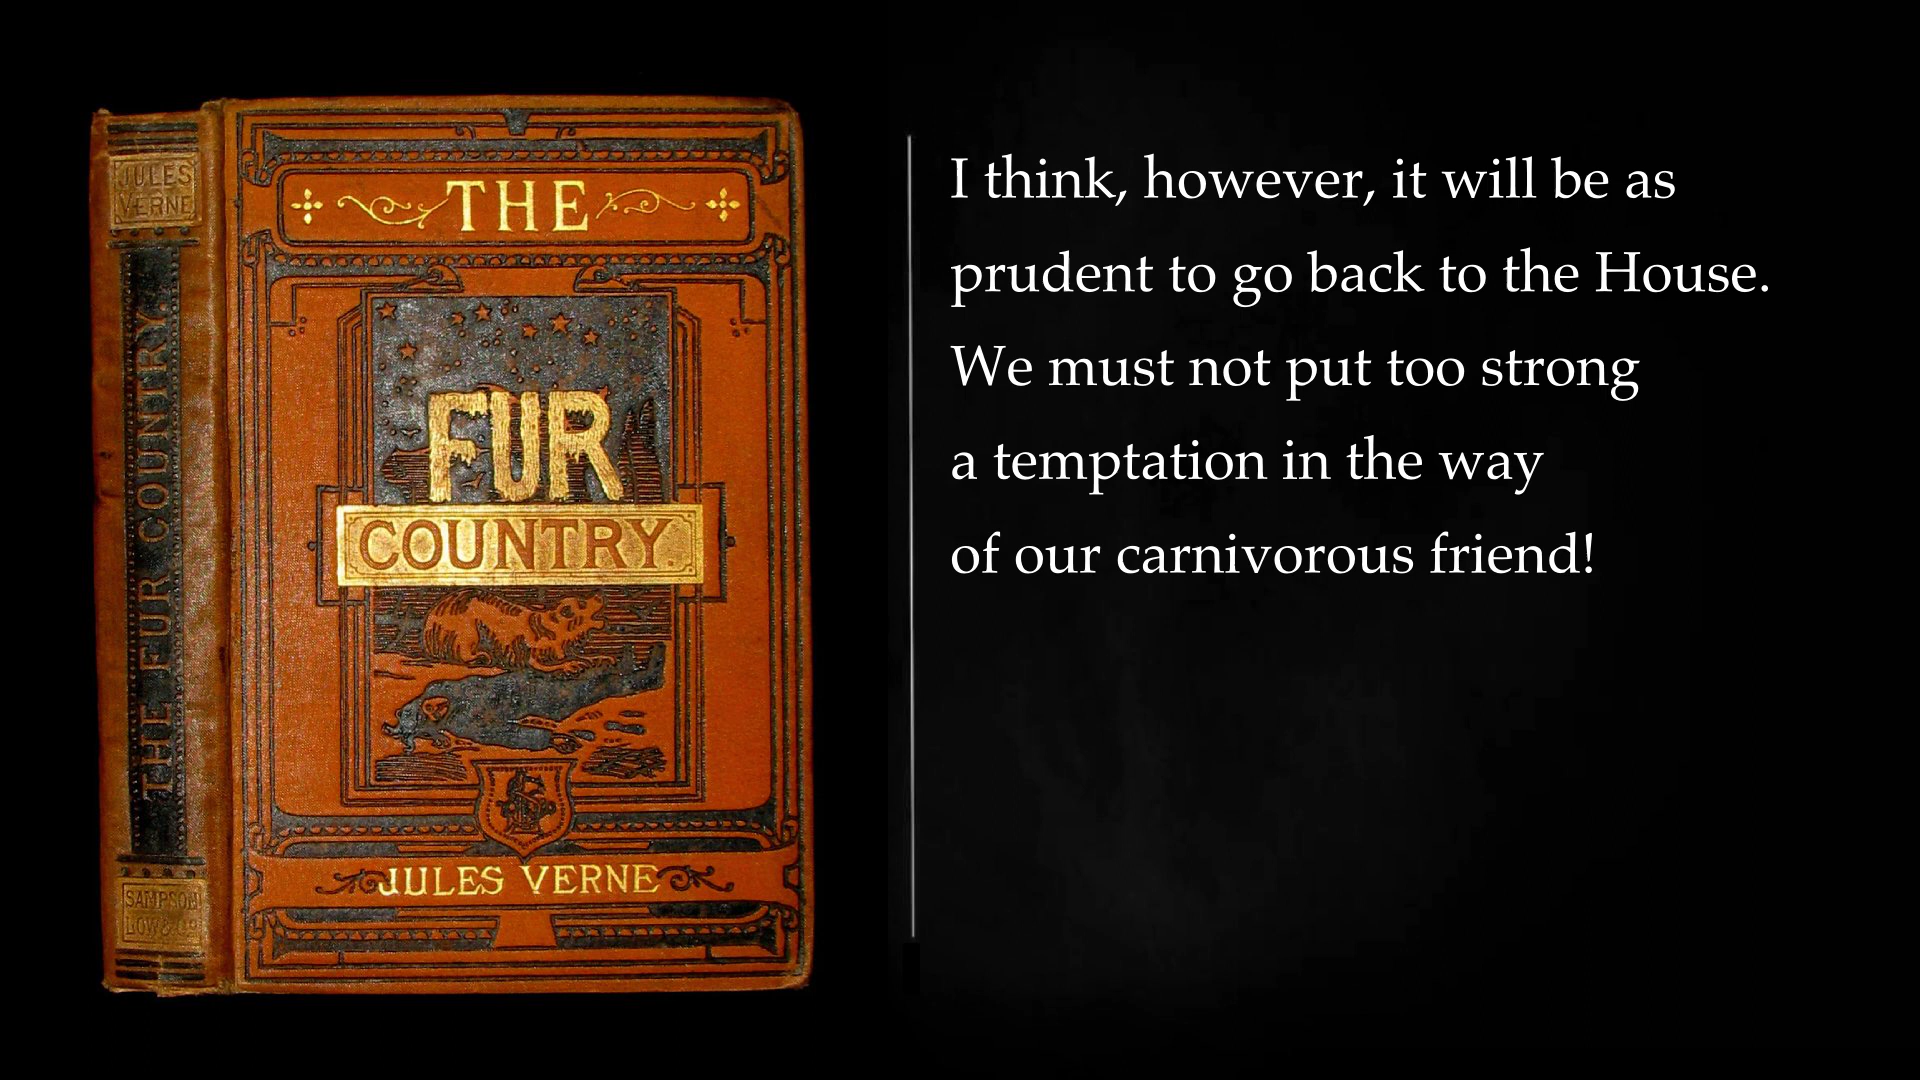 JULES
VERNE
THE FUR COUNTRY.
SAMPSON
LOW & Co
THE
FUR
COUNTRY.
JULES VERNE
I think, however, it will be as
prudent to go back to the House.
We must not put too strong
a temptation in the way
of our carnivorous friend!